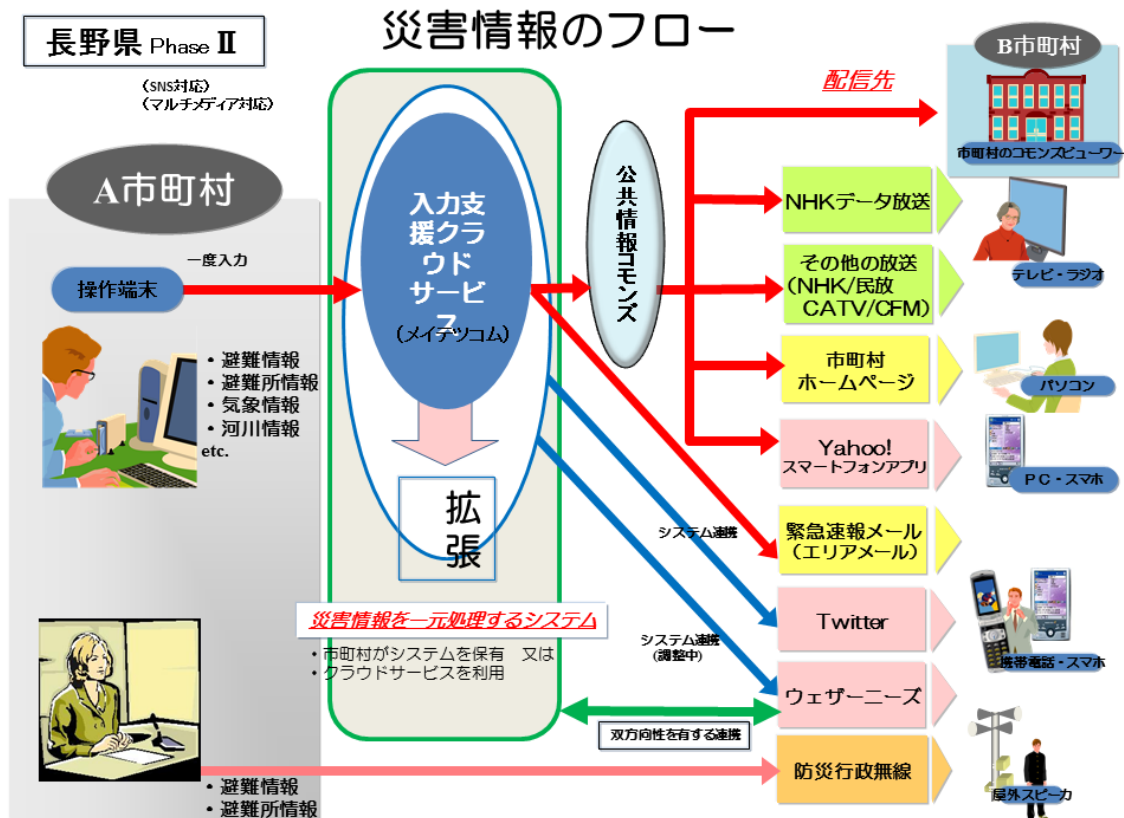 災害情報のフロー
長野県 Phase Ⅱ
（SNS対応）
（マルチメディア対応）
A市町村
操作端末
一度入力
・避難情報
・避難所情報
・気象情報
・河川情報
etc.
・避難情報
・避難所情報
入力支
援クラ
ウド
サービ
ス
（メイテツコム）
拡
張
災害情報を一元処理するシステム
・市町村がシステムを保有　又は
・クラウドサービスを利用
公共情報コモンズ
システム連携
システム連携
(調整中)
双方向性を有する連携
配信先
B市町村
市町村のコモンズビューワー
NHKデータ放送
テレビ・ラジオ
その他の放送
（NHK/民放
CATV/CFM）
市町村
ホームページ
パソコン
Yahoo!
スマートフォンアプリ
ＰＣ・スマホ
緊急速報メール
（エリアメール）
Twitter
携帯電話・スマホ
ウェザーニーズ
防災行政無線
屋外スピーカ